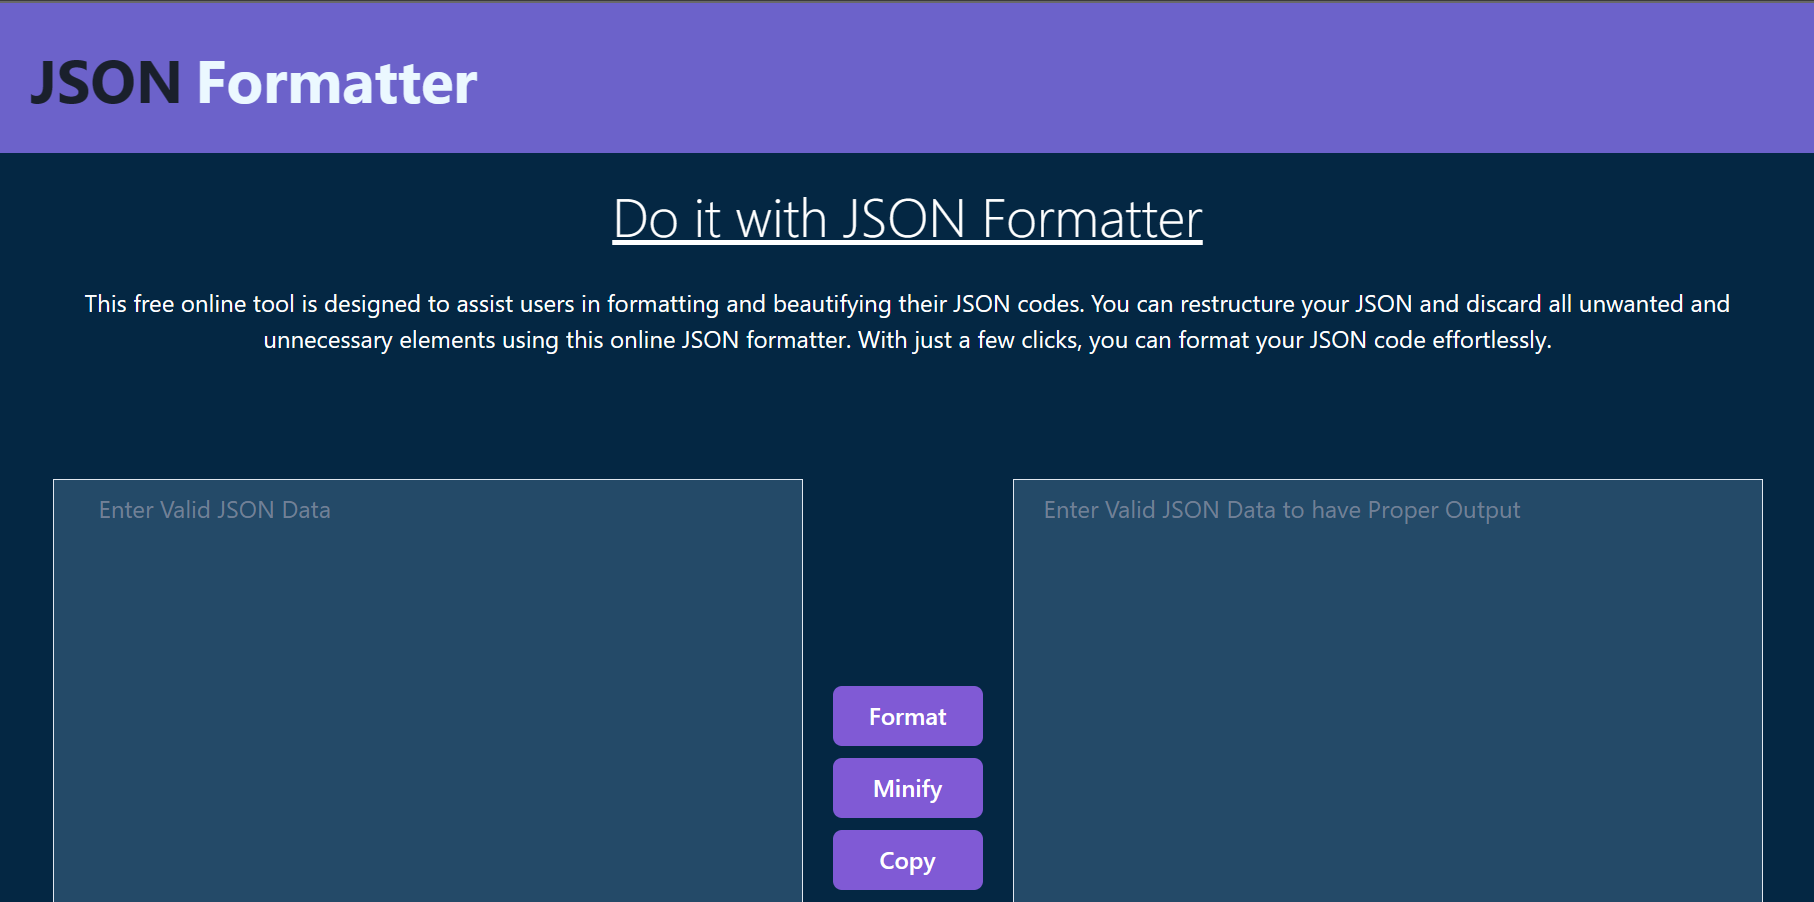 JSON Formatter
Do it with JSON Formatter
This free online tool is designed to assist users in formatting and beautifying their JSON codes. You can restructure your JSON and discard all unwanted and
unnecessary elements using this online JSON formatter. With just a few clicks, you can format your JSON code effortlessly.
Enter Valid JSON Data
Enter Valid JSON Data to have Proper Output
Format
Minify
Copy